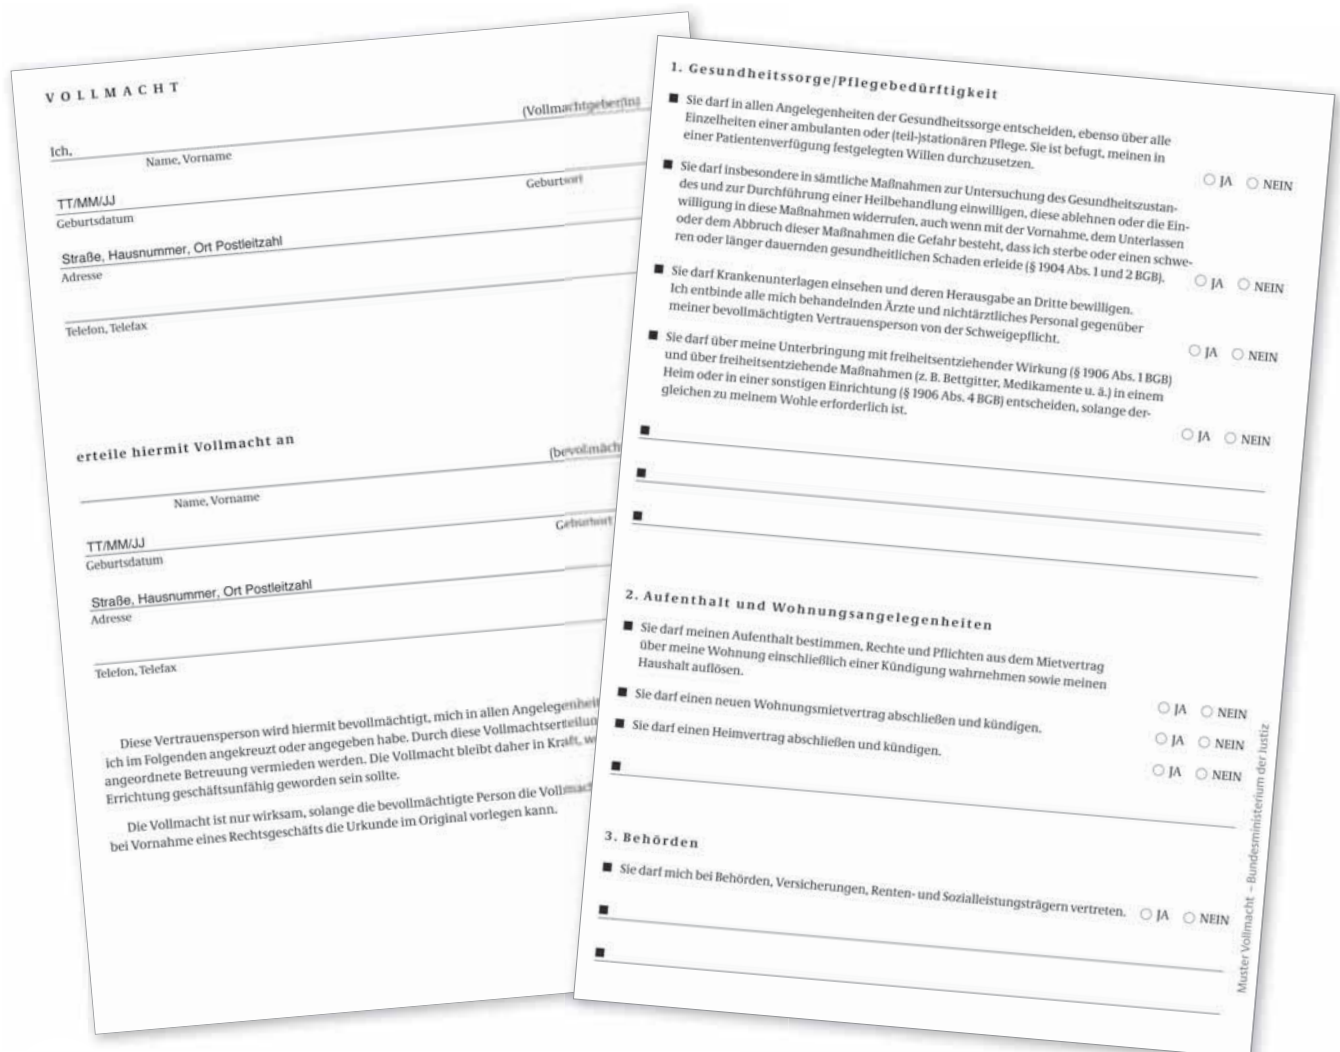 VOLLMACHT
(Vollmachtgeber/in)
Ich,
Name, Vorname
TT/MM/JJ
Geburtsdatum
Geburtsort
Straße, Hausnummer, Ort Postleitzahl
Adresse
Telefon, Telefax
erteile hiermit Vollmacht an
(bevollmäch
Name, Vorname
TT/MM/JJ
Geburtsdatum
Geburtsort
Straße, Hausnummer, Ort Postleitzahl
Adresse
Telefon, Telefax
Diese Vertrauensperson wird hiermit bevollmächtigt, mich in allen Angelegenhei
ich im Folgenden angekreuzt oder angegeben habe. Durch diese Vollmachtserteilun
angeordnete Betreuung vermieden werden. Die Vollmacht bleibt daher in Kraft, w
Errichtung geschäftsunfähig geworden sein sollte.
Die Vollmacht ist nur wirksam, solange die bevollmächtigte Person die Vollmac
bei Vornahme eines Rechtsgeschäfts die Urkunde im Original vorlegen kann.
1. Gesundheitssorge/Pflegebedürftigkeit
■ Sie darf in allen Angelegenheiten der Gesundheitssorge entscheiden, ebenso über alle
Einzelheiten einer ambulanten oder (teil-)stationären Pflege. Sie ist befugt, meinen in
einer Patientenverfügung festgelegten Willen durchzusetzen.
○ JA ○ NEIN
■ Sie darf insbesondere in sämtliche Maßnahmen zur Untersuchung des Gesundheitszustan-
des und zur Durchführung einer Heilbehandlung einwilligen, diese ablehnen oder die Ein-
willigung in diese Maßnahmen widerrufen, auch wenn mit der Vornahme, dem Unterlassen
oder dem Abbruch dieser Maßnahmen die Gefahr besteht, dass ich sterbe oder einen schwe-
ren oder länger dauernden gesundheitlichen Schaden erleide (§ 1904 Abs. 1 und 2 BGB). ○ JA ○ NEIN
■ Sie darf Krankenunterlagen einsehen und deren Herausgabe an Dritte bewilligen.
Ich entbinde alle mich behandelnden Ärzte und nichtärztliches Personal gegenüber
meiner bevollmächtigten Vertrauensperson von der Schweigepflicht.
○ JA ○ NEIN
■ Sie darf über meine Unterbringung mit freiheitsentziehender Wirkung (§ 1906 Abs. 1 BGB)
und über freiheitsentziehende Maßnahmen (z. B. Bettgitter, Medikamente u. ä.) in einem
Heim oder in einer sonstigen Einrichtung (§ 1906 Abs. 4 BGB) entscheiden, solange der-
gleichen zu meinem Wohle erforderlich ist.
○ JA ○ NEIN
■
■
■
2. Aufenthalt und Wohnungsangelegenheiten
■ Sie darf meinen Aufenthalt bestimmen, Rechte und Pflichten aus dem Mietvertrag
über meine Wohnung einschließlich einer Kündigung wahrnehmen sowie meinen
Haushalt auflösen.
○ JA ○ NEIN
■ Sie darf einen neuen Wohnungsmietvertrag abschließen und kündigen. ○ JA ○ NEIN
■ Sie darf einen Heimvertrag abschließen und kündigen. ○ JA ○ NEIN
■
3. Behörden
■ Sie darf mich bei Behörden, Versicherungen, Renten- und Sozialleistungsträgern vertreten. ○ JA ○ NEIN
■
■
Muster Vollmacht – Bundesministerium der Justiz